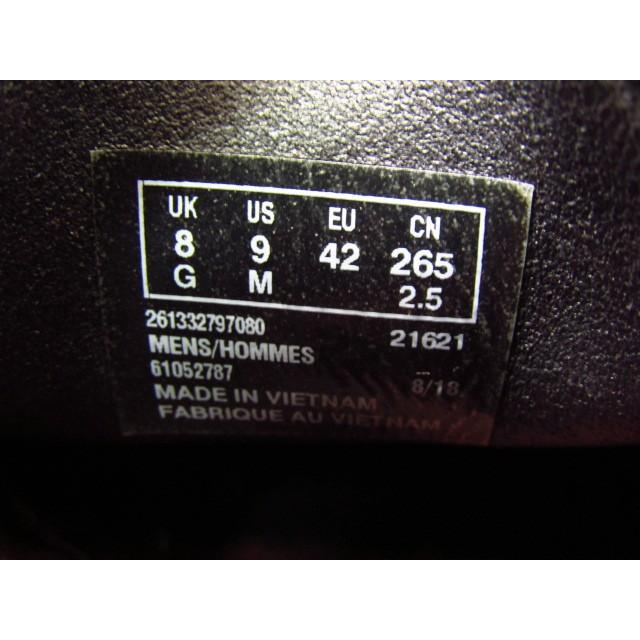 UK US EU CN
8 9 42 265
G M 2.5
261332797080
MENS/HOMMES 21621
61052787
8/18
MADE IN VIETNAM
FABRIQUE AU VIETNAM